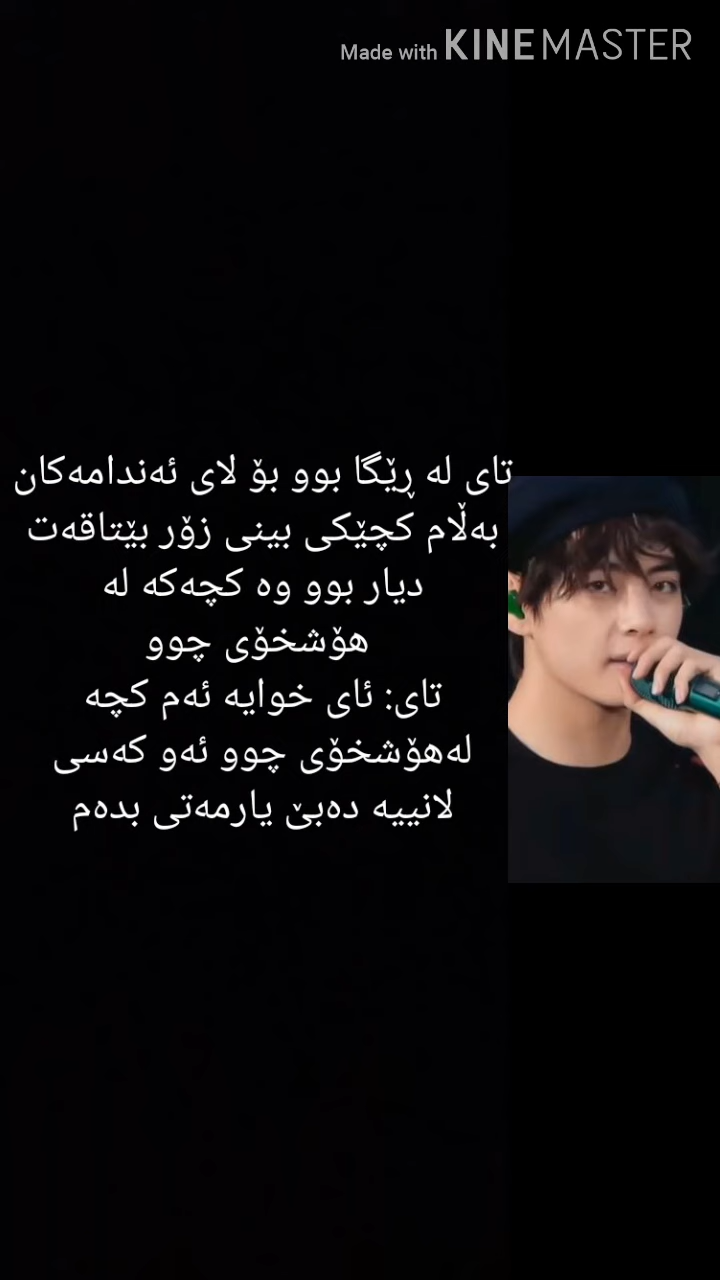 Made with KINEMASTER
تای لە ڕێگا بوو بۆ لای ئەندامەکان
بەڵام کچێکی بینی زۆر بێتاقەت
دیار بوو وە کچەکە لە
هۆشخۆی چوو
تای: ئای خوایە ئەم کچە
لەهۆشخۆی چوو ئەو کەسی
لانییە دەبێ یارمەتی بدەم